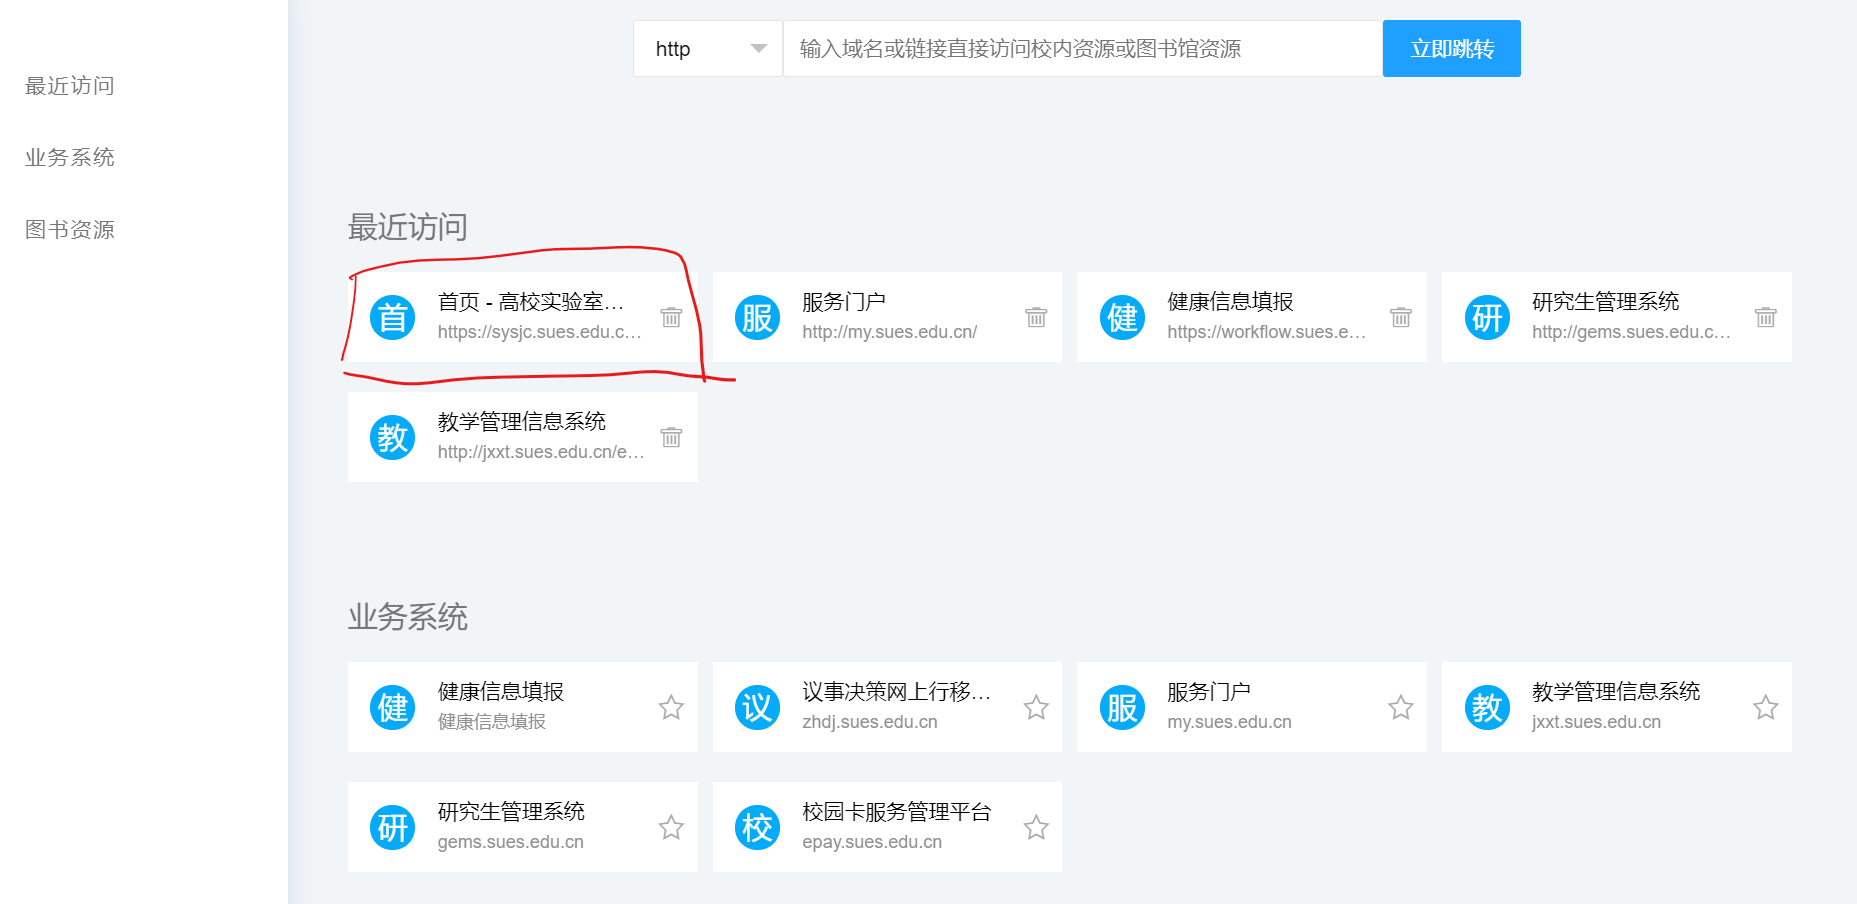 http
输入域名或链接直接访问校内资源或图书馆资源
立即跳转
最近访问
业务系统
图书资源
最近访问
首
首页 - 高校实验室...
https://sysjc.sues.edu.c...
服
服务门户
http://my.sues.edu.cn/
健
健康信息填报
https://workflow.sues.e...
研
研究生管理系统
http://gems.sues.edu.c...
教
教学管理信息系统
http://jxxt.sues.edu.cn/e...
业务系统
健
健康信息填报
健康信息填报
议
议事决策网上行移...
zhdj.sues.edu.cn
服
服务门户
my.sues.edu.cn
教
教学管理信息系统
jxxt.sues.edu.cn
研
研究生管理系统
gems.sues.edu.cn
校
校园卡服务管理平台
epay.sues.edu.cn